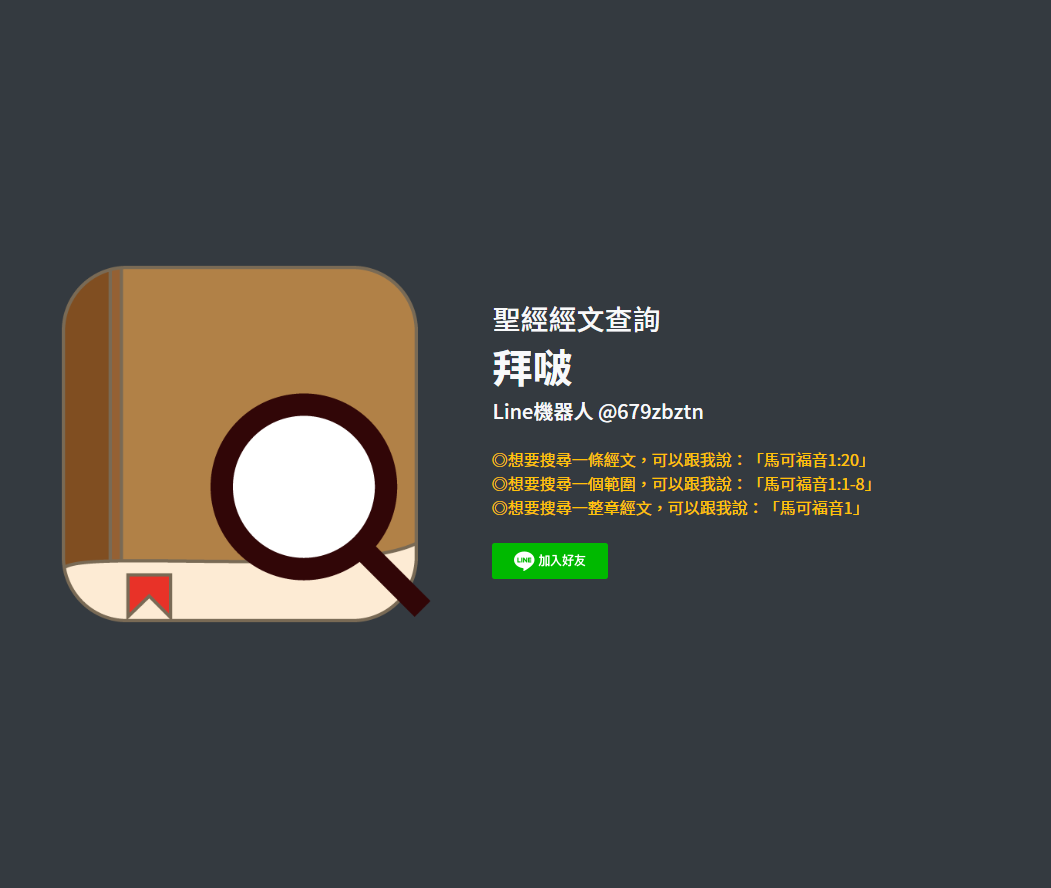 聖經經文查詢
拜啵
Line機器人 @679zbztn
◎想要搜尋一條經文，可以跟我說：「馬可福音1:20」
◎想要搜尋一個範圍，可以跟我說：「馬可福音1:1-8」
◎想要搜尋一整章經文，可以跟我說：「馬可福音1」
LINE 加入好友